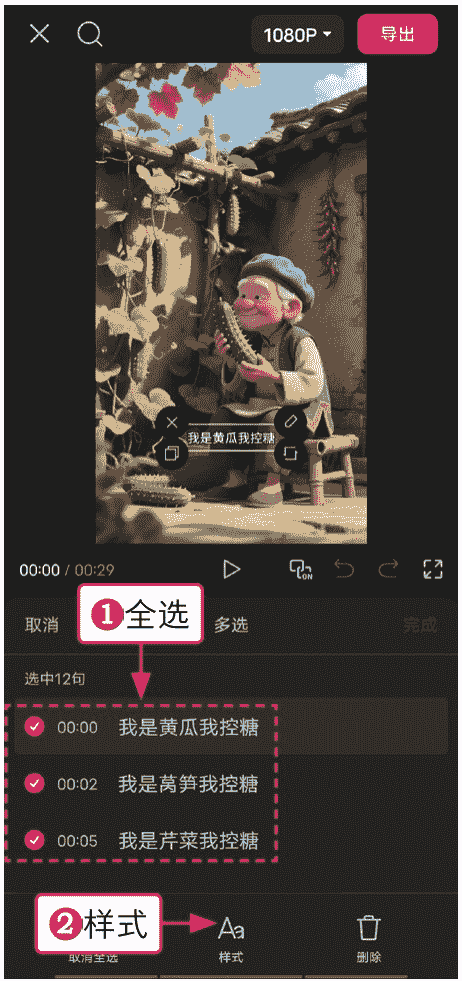 1080P
导出
我是黄瓜我控糖
00:00 / 00:29
ON
取消
❶全选
多选
完成
选中12句
00:00 我是黄瓜我控糖
00:02 我是莴笋我控糖
00:05 我是芹菜我控糖
❷样式
Aa
取消全选
样式
删除